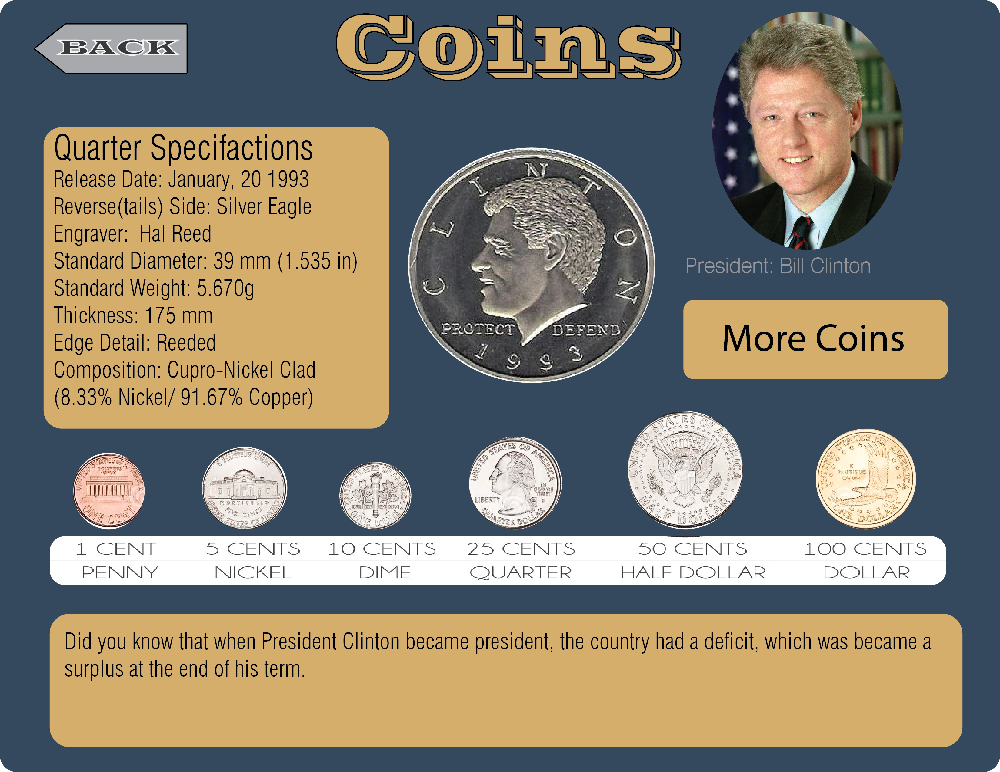 BACK
Coins
Quarter Specifactions
Release Date: January, 20 1993
Reverse(tails) Side: Silver Eagle
Engraver:  Hal Reed
Standard Diameter: 39 mm (1.535 in)
Standard Weight: 5.670g
Thickness: 175 mm
Edge Detail: Reeded
Composition: Cupro-Nickel Clad
(8.33% Nickel/ 91.67% Copper)
CLINTON
PROTECT DEFEND
1993
President: Bill Clinton
More Coins
UNITED STATES OF AMERICA
E·PLURIBUS
·UNUM·
ONE CENT
E PLURIBUS UNUM
MONTICELLO
FIVE CENTS
UNITED STATES OF AMERICA
UNITED STATES OF AMERICA
ONE DIME
UNITED STATES OF AMERICA
IN
GOD WE
TRUST
LIBERTY
D
QUARTER DOLLAR
UNITED STATES OF AMERICA
HALF DOLLAR
UNITED STATES OF AMERICA
E
PLURIBUS
UNUM
ONE DOLLAR
1 CENT 5 CENTS 10 CENTS 25 CENTS 50 CENTS 100 CENTS
PENNY NICKEL DIME QUARTER HALF DOLLAR DOLLAR
Did you know that when President Clinton became president, the country had a deficit, which was became a
surplus at the end of his term.